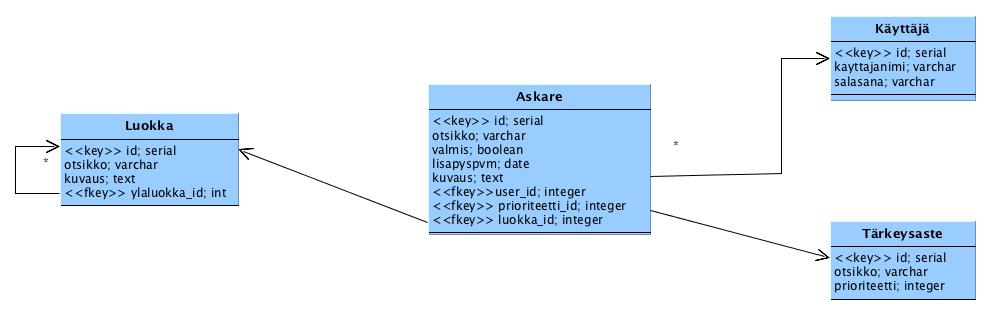 Luokka
<<key>> id; serial
otsikko; varchar
kuvaus; text
<<fkey>> ylaluokka_id; int
*
Askare
<<key>> id; serial
otsikko; varchar
valmis; boolean
lisapyspvm; date
kuvaus; text
<<fkey>>user_id; integer
<<fkey>> prioriteetti_id; integer
<<fkey>> luokka_id; integer
*
Käyttäjä
<<key>> id; serial
kayttajanimi; varchar
salasana; varchar
Tärkeysaste
<<key>> id; serial
otsikko; varchar
prioriteetti; integer